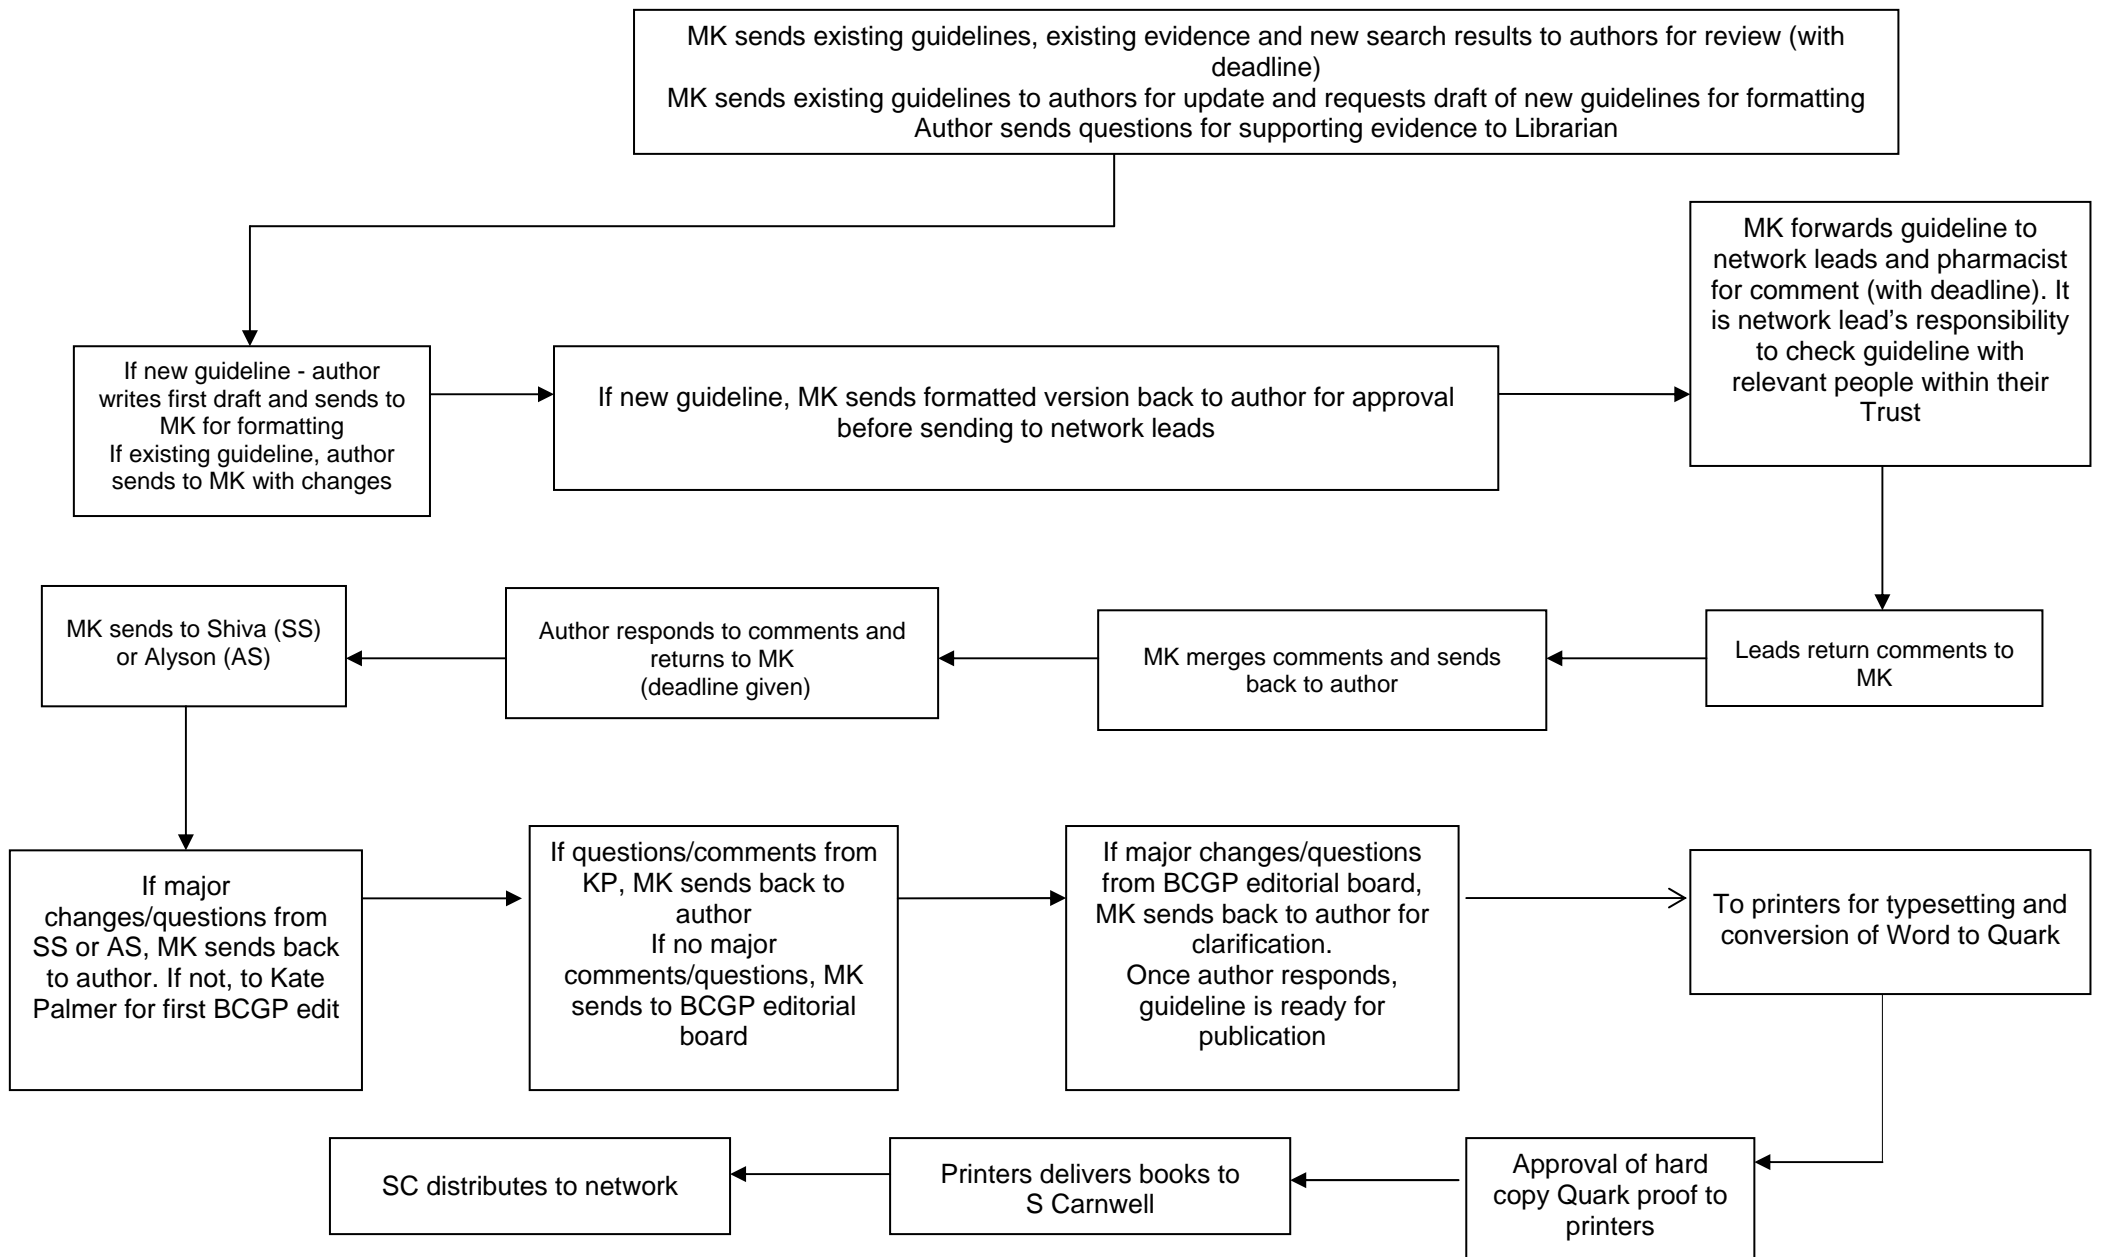 MK sends existing guidelines, existing evidence and new search results to authors for review (with
deadline)
MK sends existing guidelines to authors for update and requests draft of new guidelines for formatting
Author sends questions for supporting evidence to Librarian
If new guideline - author
writes first draft and sends to
MK for formatting
If existing guideline, author
sends to MK with changes
If new guideline, MK sends formatted version back to author for approval
before sending to network leads
MK forwards guideline to
network leads and pharmacist
for comment (with deadline). It
is network lead’s responsibility
to check guideline with
relevant people within their
Trust
Leads return comments to
MK
MK merges comments and sends
back to author
Author responds to comments and
returns to MK
(deadline given)
MK sends to Shiva (SS)
or Alyson (AS)
If major
changes/questions from
SS or AS, MK sends back
to author. If not, to Kate
Palmer for first BCGP edit
If questions/comments from
KP, MK sends back to
author
If no major
comments/questions, MK
sends to BCGP editorial
board
If major changes/questions
from BCGP editorial board,
MK sends back to author for
clarification.
Once author responds,
guideline is ready for
publication
To printers for typesetting and
conversion of Word to Quark
Approval of hard
copy Quark proof to
printers
Printers delivers books to
S Carnwell
SC distributes to network